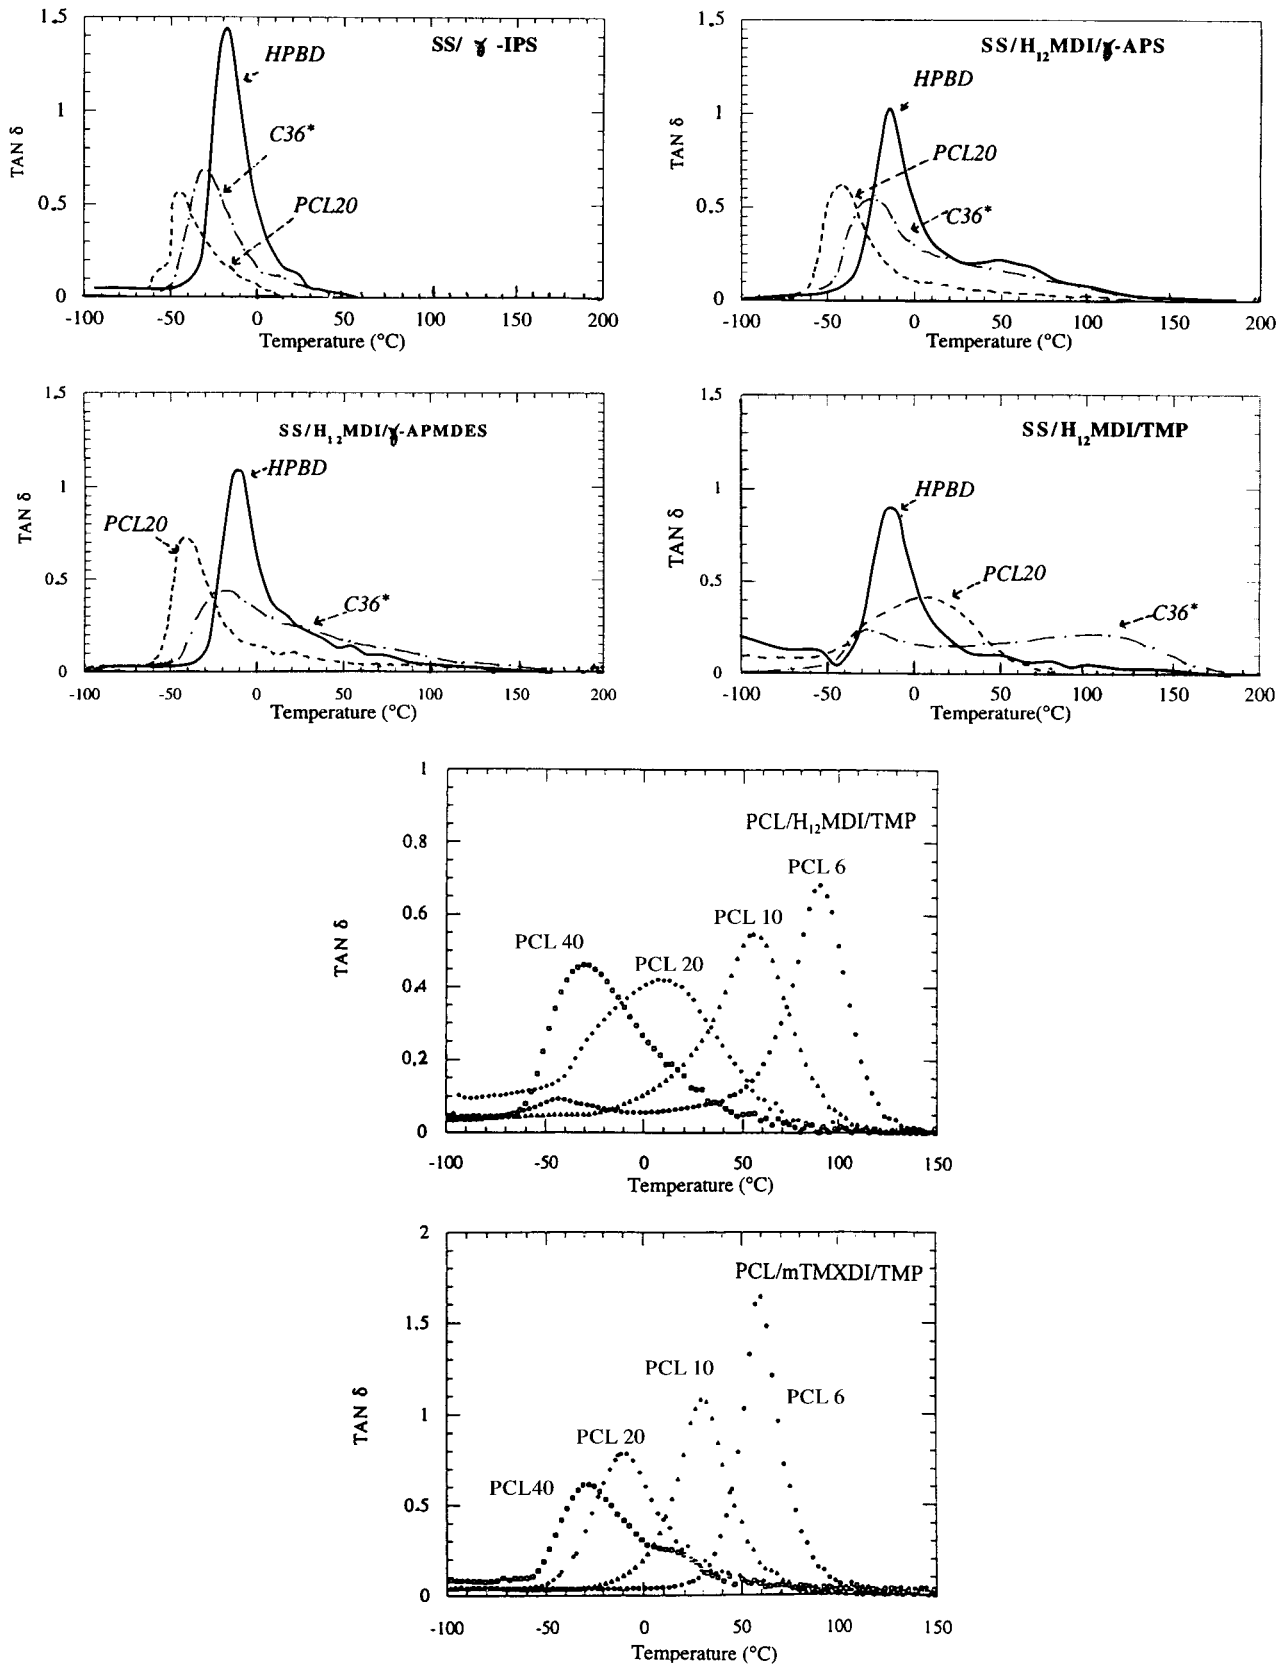 SS/ γ -IPS
HPBD
C36*
PCL20
TAN δ
1.5
1
0.5
0
-100 -50 0 50 100 150 200
Temperature (°C)
SS/H₁₂MDI/γ-APS
HPBD
PCL20
C36*
TAN δ
1.5
1
0.5
0
-100 -50 0 50 100 150 200
Temperature (°C)
SS/H₁₂MDI/γ-APMDES
HPBD
PCL20
C36*
TAN δ
1.5
1
0.5
0
-100 -50 0 50 100 150 200
Temperature (°C)
SS/H₁₂MDI/TMP
HPBD
PCL20
C36*
TAN δ
1.5
1
0.5
0
-100 -50 0 50 100 150 200
Temperature(°C)
PCL/H₁₂MDI/TMP
PCL 6
PCL 10
PCL 40
PCL 20
TAN δ
1
0.8
0.6
0.4
0.2
0
-100 -50 0 50 100 150
Temperature (°C)
PCL/mTMXDI/TMP
PCL 10
PCL 6
PCL 20
PCL40
TAN δ
2
1.5
1
0.5
0
-100 -50 0 50 100 150
Temperature (°C)